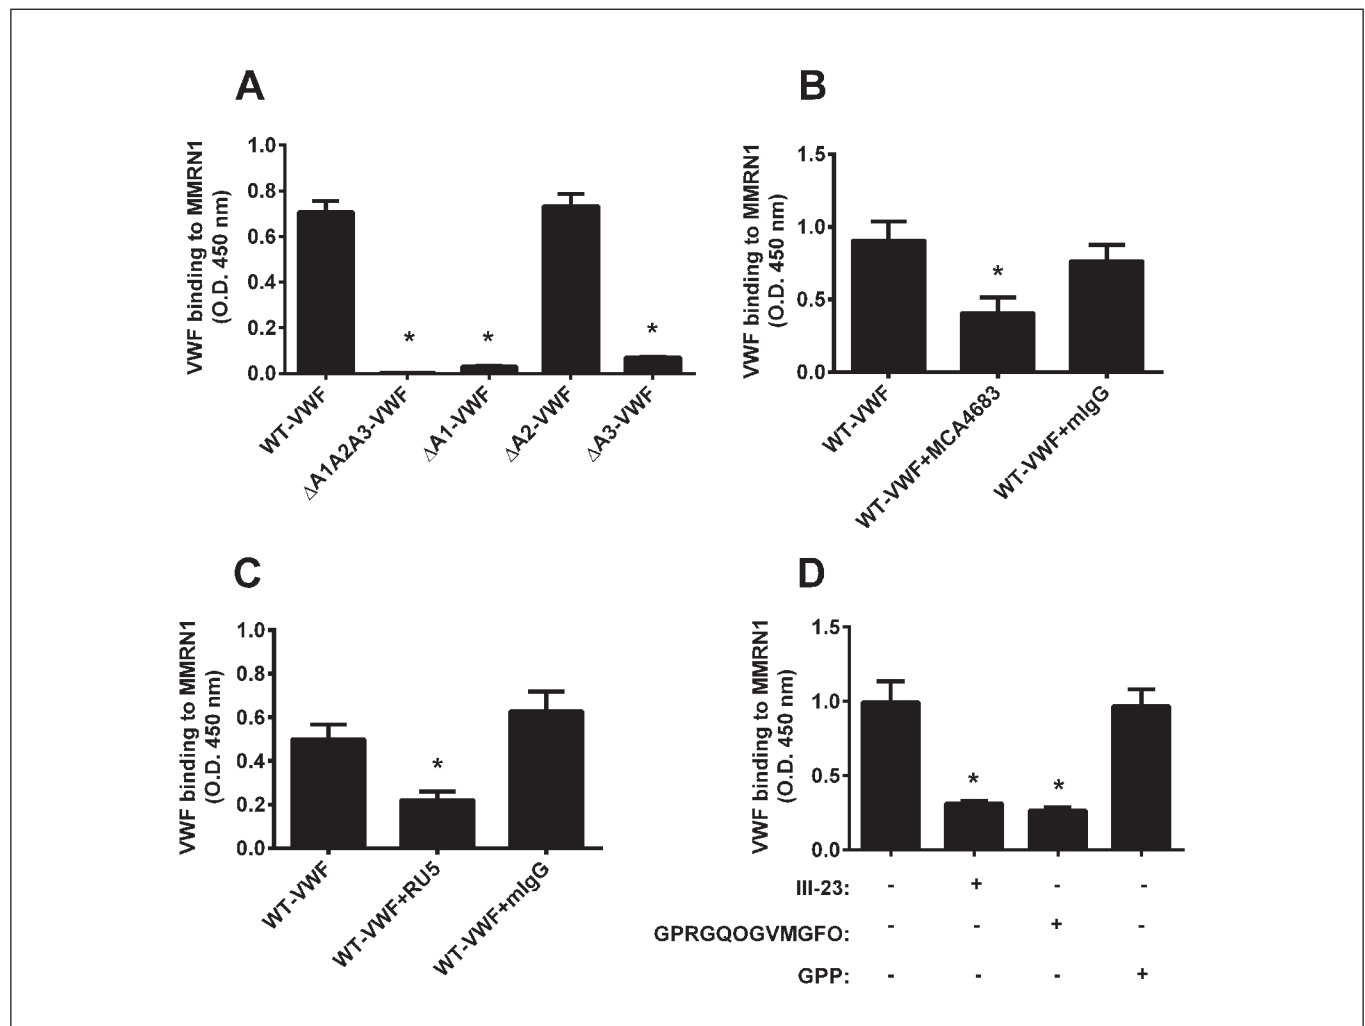 A
VWF binding to MMRN1
(O.D. 450 nm)
1.0
0.8
0.6
0.4
0.2
0.0
*
*
*
WT-VWF
ΔA1A2A3-VWF
ΔA1-VWF
ΔA2-VWF
ΔA3-VWF
B
VWF binding to MMRN1
(O.D. 450 nm)
1.5
1.0
0.5
0.0
*
WT-VWF
WT-VWF+MCA4683
WT-VWF+mIgG
C
VWF binding to MMRN1
(O.D. 450 nm)
1.0
0.8
0.6
0.4
0.2
0.0
*
WT-VWF
WT-VWF+RU5
WT-VWF+mIgG
D
VWF binding to MMRN1
(O.D. 450 nm)
1.5
1.0
0.5
0.0
*
*
III-23: - + - -
GPRGQOGVMGFO: - - + -
GPP: - - - +